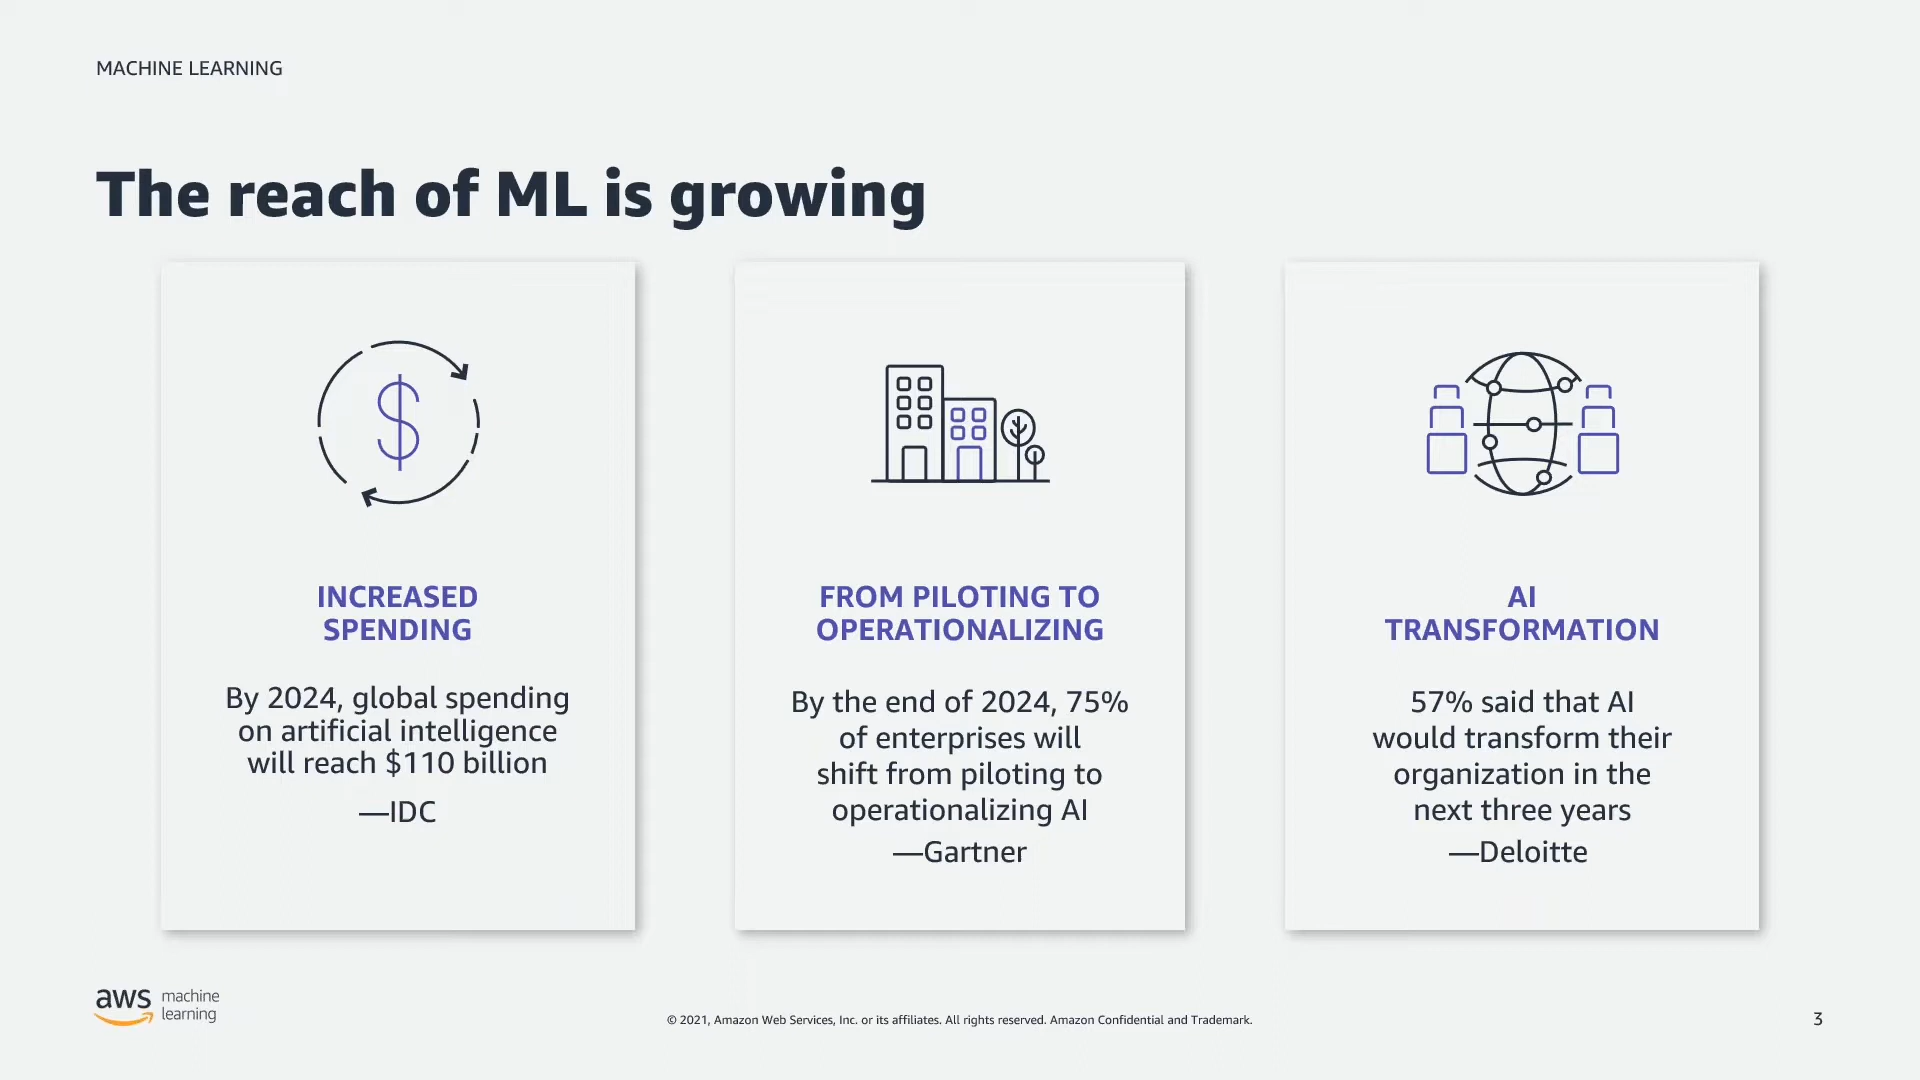 MACHINE LEARNING
The reach of ML is growing
INCREASED
SPENDING
By 2024, global spending
on artificial intelligence
will reach $110 billion
—IDC
FROM PILOTING TO
OPERATIONALIZING
By the end of 2024, 75%
of enterprises will
shift from piloting to
operationalizing AI
—Gartner
AI
TRANSFORMATION
57% said that AI
would transform their
organization in the
next three years
—Deloitte
aws machine
learning
© 2021, Amazon Web Services, Inc. or its affiliates. All rights reserved. Amazon Confidential and Trademark.
3